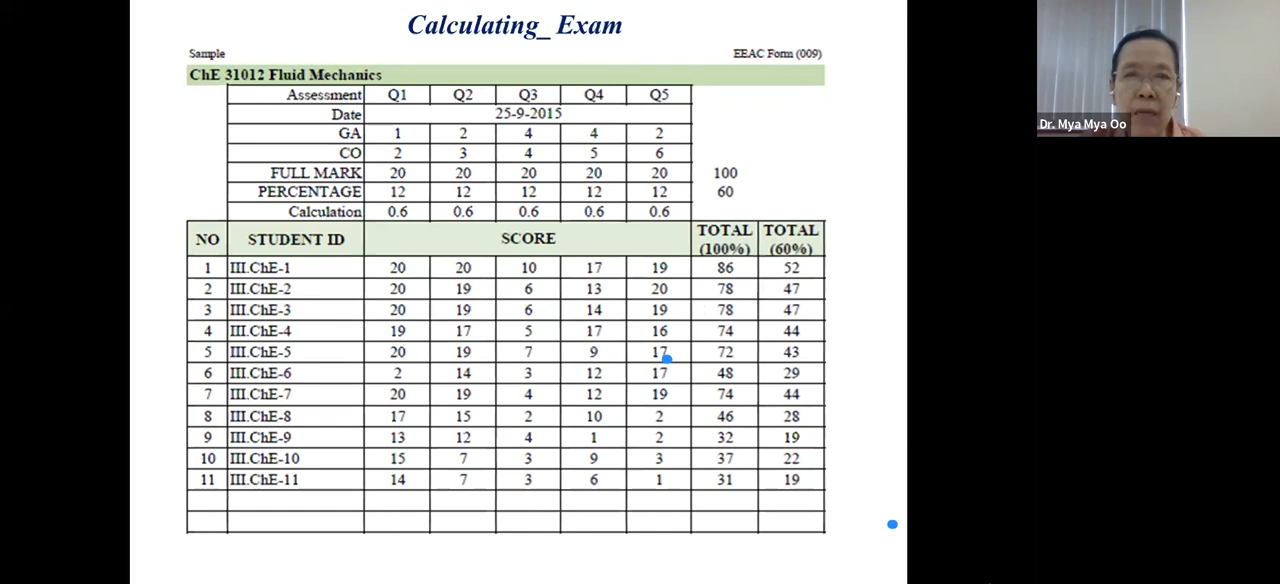 Calculating_ Exam
Sample EEAC Form (009)
ChE 31012 Fluid Mechanics
Assessment Q1 Q2 Q3 Q4 Q5
Date 25-9-2015
GA 1 2 4 4 2
CO 2 3 4 5 6
FULL MARK 20 20 20 20 20 100
PERCENTAGE 12 12 12 12 12 60
Calculation 0.6 0.6 0.6 0.6 0.6
NO STUDENT ID SCORE TOTAL (100%) TOTAL (60%)
1 III.ChE-1 20 20 10 17 19 86 52
2 III.ChE-2 20 19 6 13 20 78 47
3 III.ChE-3 20 19 6 14 19 78 47
4 III.ChE-4 19 17 5 17 16 74 44
5 III.ChE-5 20 19 7 9 17 72 43
6 III.ChE-6 2 14 3 12 17 48 29
7 III.ChE-7 20 19 4 12 19 74 44
8 III.ChE-8 17 15 2 10 2 46 28
9 III.ChE-9 13 12 4 1 2 32 19
10 III.ChE-10 15 7 3 9 3 37 22
11 III.ChE-11 14 7 3 6 1 31 19
Dr. Mya Mya Oo